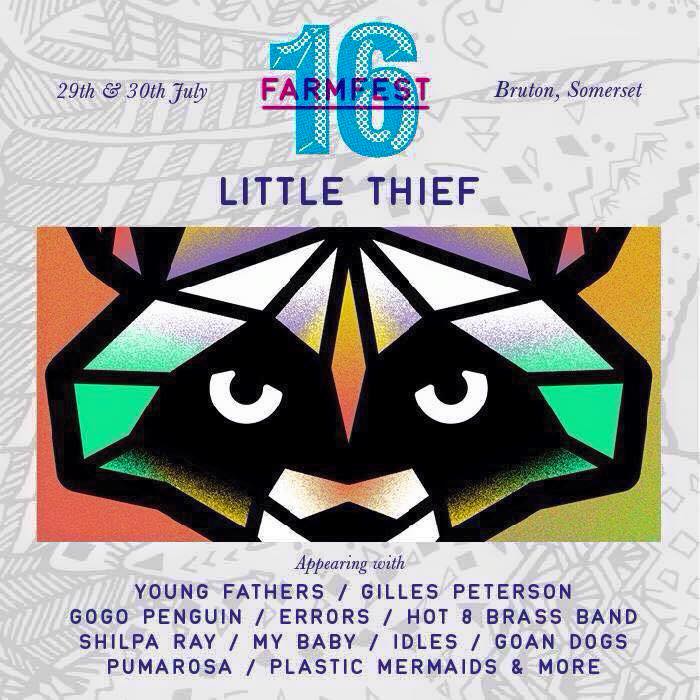 16
FARMFEST
29th & 30th July
Bruton, Somerset
LITTLE THIEF
Appearing with
YOUNG FATHERS / GILLES PETERSON
GOGO PENGUIN / ERRORS / HOT 8 BRASS BAND
SHILPA RAY / MY BABY / IDLES / GOAN DOGS
PUMAROSA / PLASTIC MERMAIDS & MORE